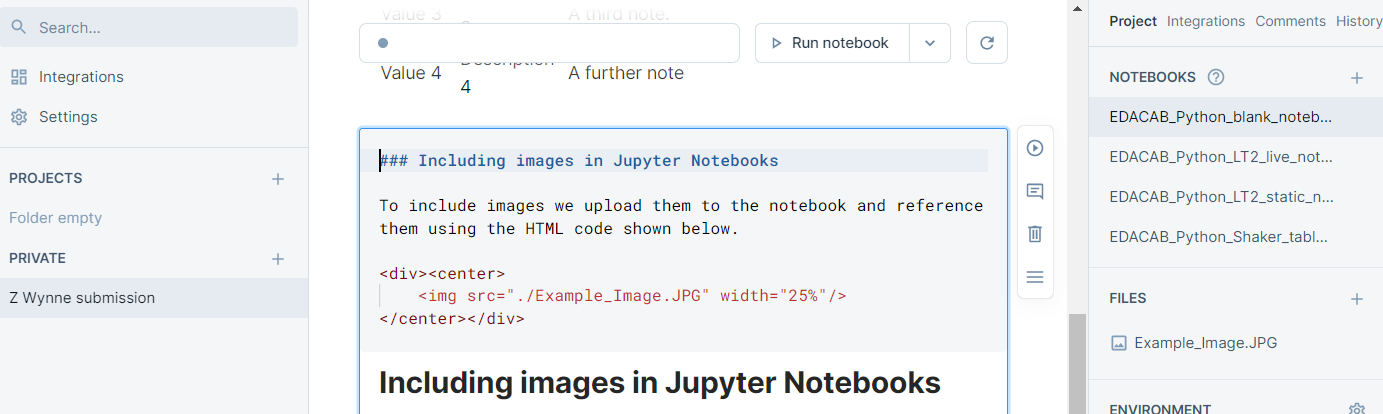 Search...
Integrations
Settings
PROJECTS
Folder empty
PRIVATE
Z Wynne submission
Value 3 A third note.
Run notebook
Value 4 Description 4 A further note
### Including images in Jupyter Notebooks
To include images we upload them to the notebook and reference
them using the HTML code shown below.
<div><center>
<img src="./Example_Image.JPG" width="25%"/>
</center></div>
Including images in Jupyter Notebooks
Project Integrations Comments History
NOTEBOOKS
EDACAB_Python_blank_noteb...
EDACAB_Python_LT2_live_not...
EDACAB_Python_LT2_static_n...
EDACAB_Python_Shaker_tabl...
FILES
Example_Image.JPG
ENVIRONMENT